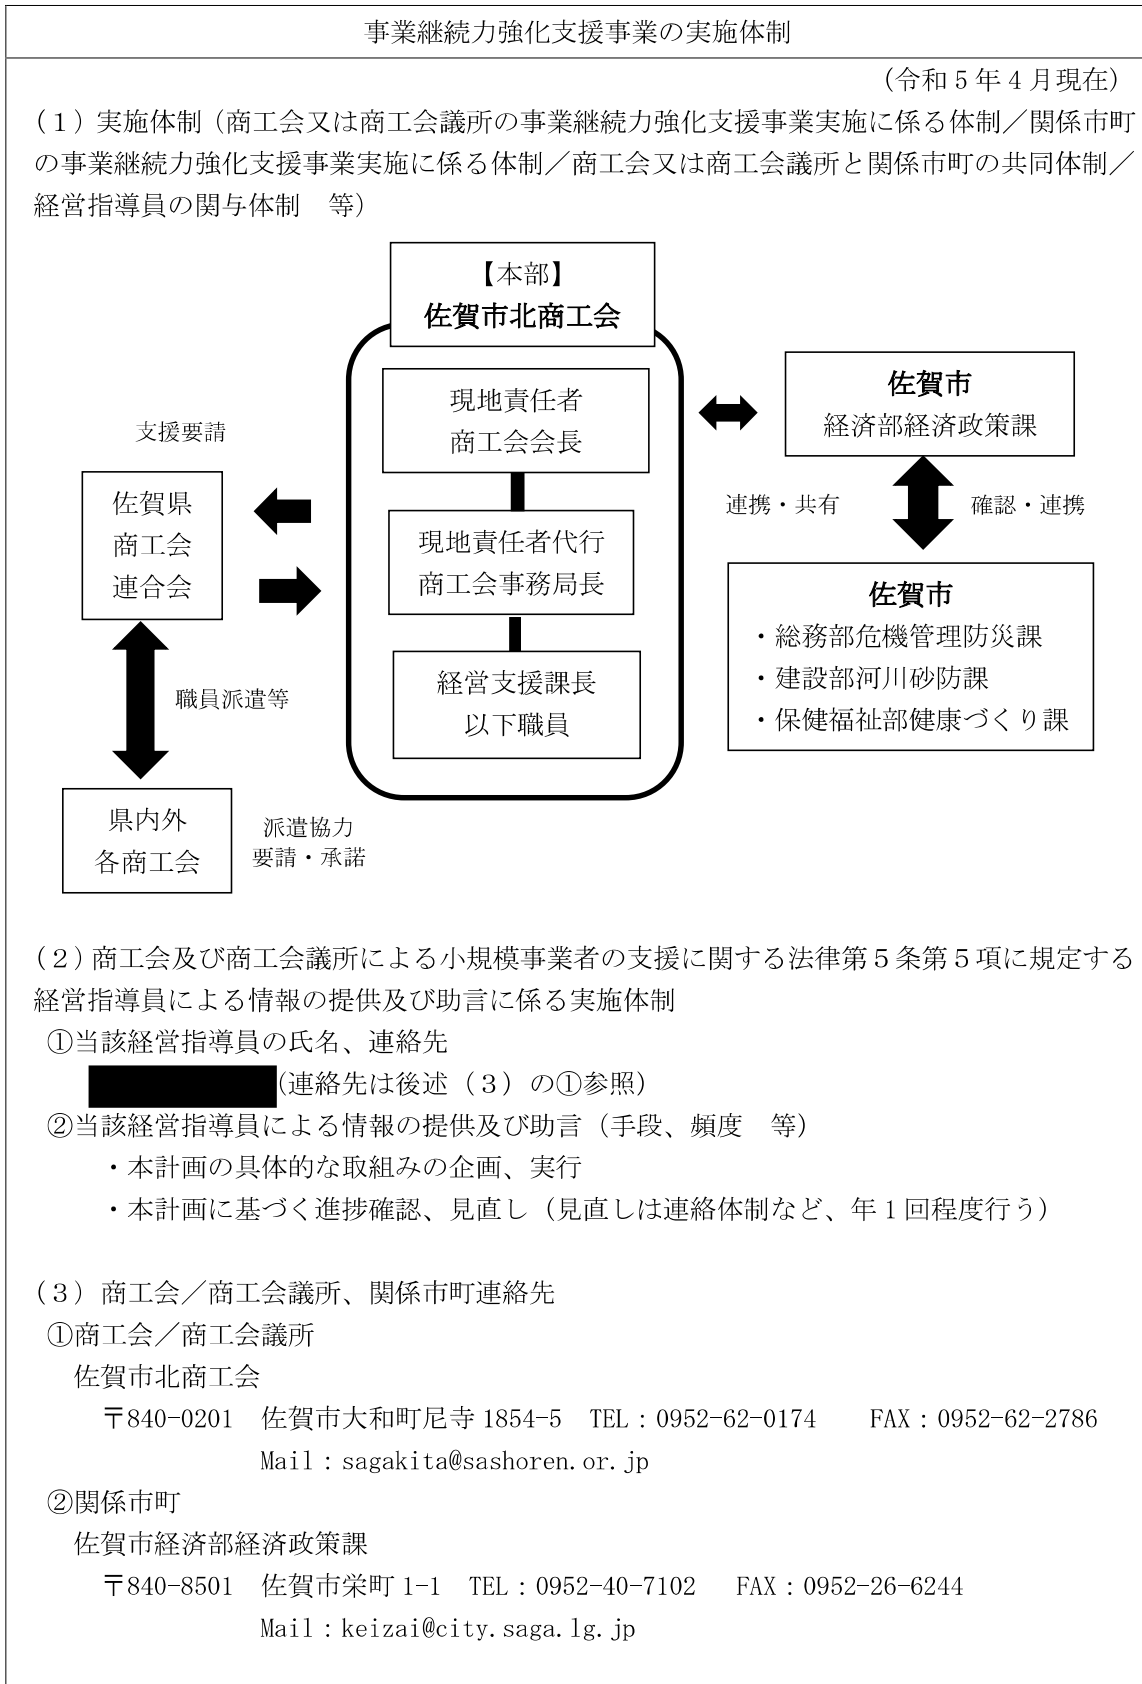 事業継続力強化支援事業の実施体制
（令和５年４月現在）
（１）実施体制（商工会又は商工会議所の事業継続力強化支援事業実施に係る体制／関係市町
の事業継続力強化支援事業実施に係る体制／商工会又は商工会議所と関係市町の共同体制／
経営指導員の関与体制　等）
【本部】
佐賀市北商工会
現地責任者
商工会会長
現地責任者代行
商工会事務局長
経営支援課長
以下職員
支援要請
佐賀県
商工会
連合会
職員派遣等
県内外
各商工会
派遣協力
要請・承諾
佐賀市
経済部経済政策課
連携・共有
確認・連携
佐賀市
・総務部危機管理防災課
・建設部河川砂防課
・保健福祉部健康づくり課
（２）商工会及び商工会議所による小規模事業者の支援に関する法律第５条第５項に規定する
経営指導員による情報の提供及び助言に係る実施体制
①当該経営指導員の氏名、連絡先
(連絡先は後述（３）の①参照）
②当該経営指導員による情報の提供及び助言（手段、頻度　等）
・本計画の具体的な取組みの企画、実行
・本計画に基づく進捗確認、見直し（見直しは連絡体制など、年１回程度行う）
（３）商工会／商工会議所、関係市町連絡先
①商工会／商工会議所
佐賀市北商工会
〒840-0201　佐賀市大和町尼寺 1854-5　TEL：0952-62-0174　　FAX：0952-62-2786
Mail：sagakita@sashoren.or.jp
②関係市町
佐賀市経済部経済政策課
〒840-8501　佐賀市栄町 1-1　TEL：0952-40-7102　 FAX：0952-26-6244
Mail：keizai@city.saga.lg.jp